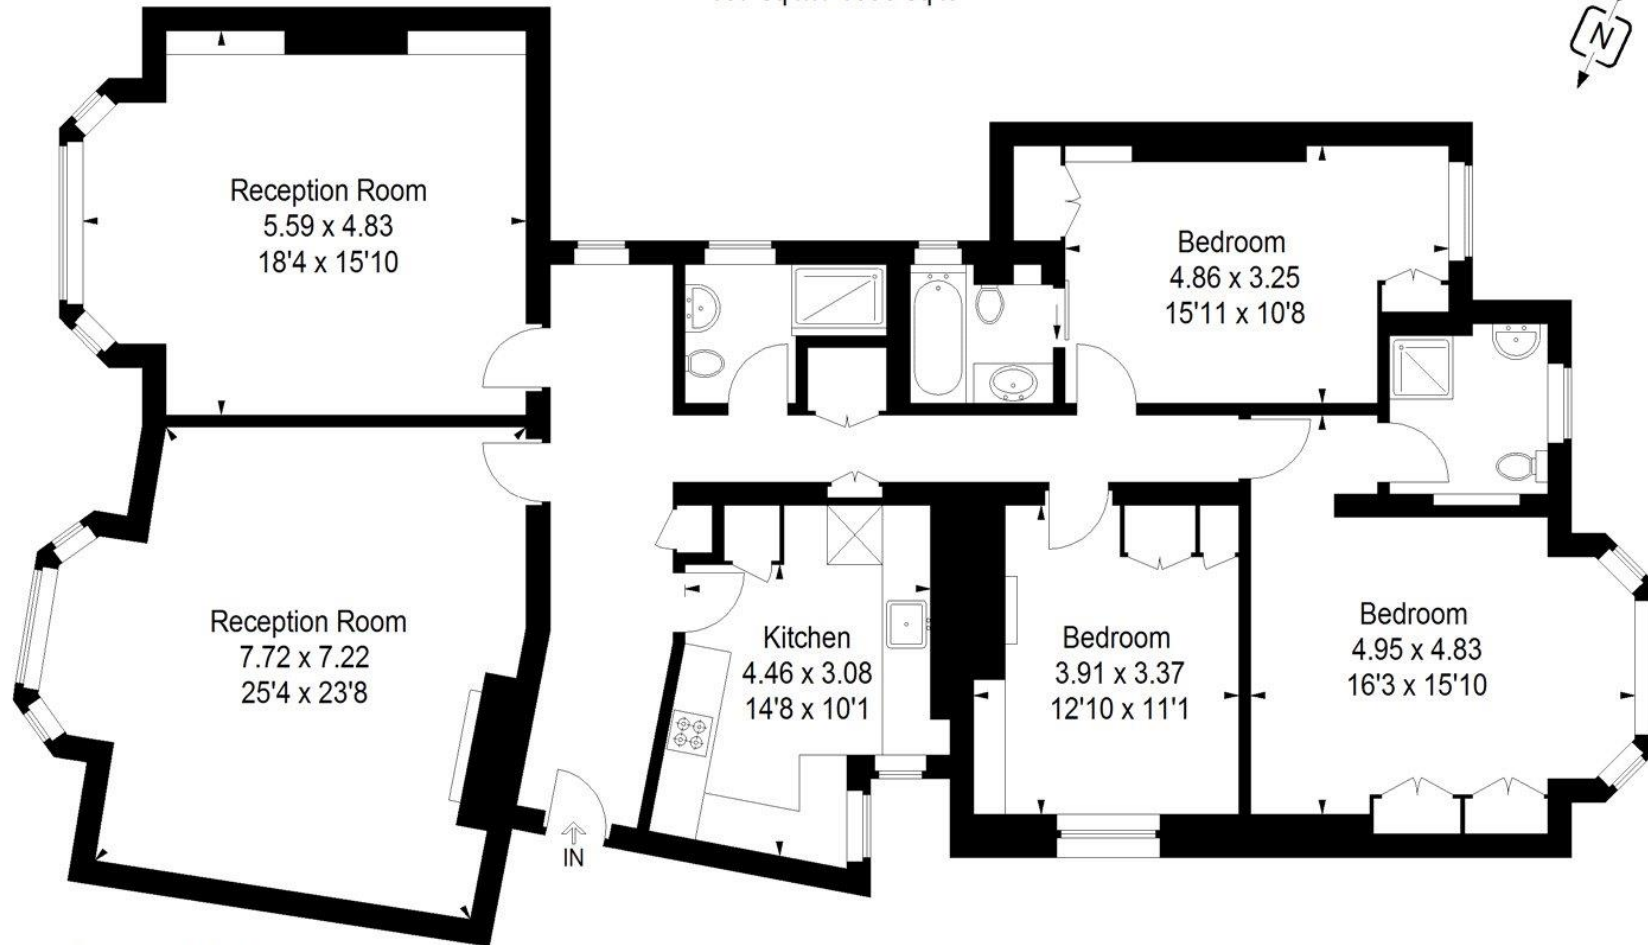 N
Reception Room
5.59 x 4.83
18'4 x 15'10
Bedroom
4.86 x 3.25
15'11 x 10'8
Reception Room
7.72 x 7.22
25'4 x 23'8
Kitchen
4.46 x 3.08
14'8 x 10'1
Bedroom
3.91 x 3.37
12'10 x 11'1
Bedroom
4.95 x 4.83
16'3 x 15'10
IN